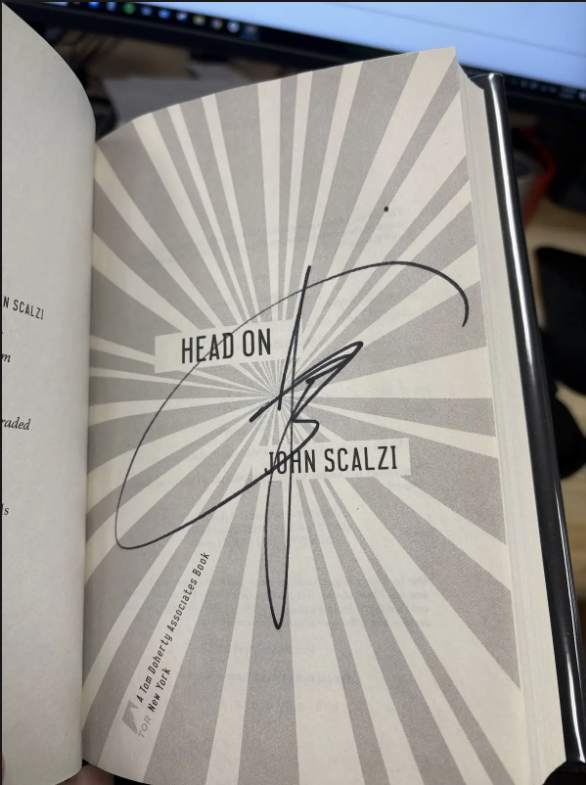 N SCALZI
m
raded
ls
HEAD ON
JOHN SCALZI
A Tom Doherty Associates Book
TOR New York